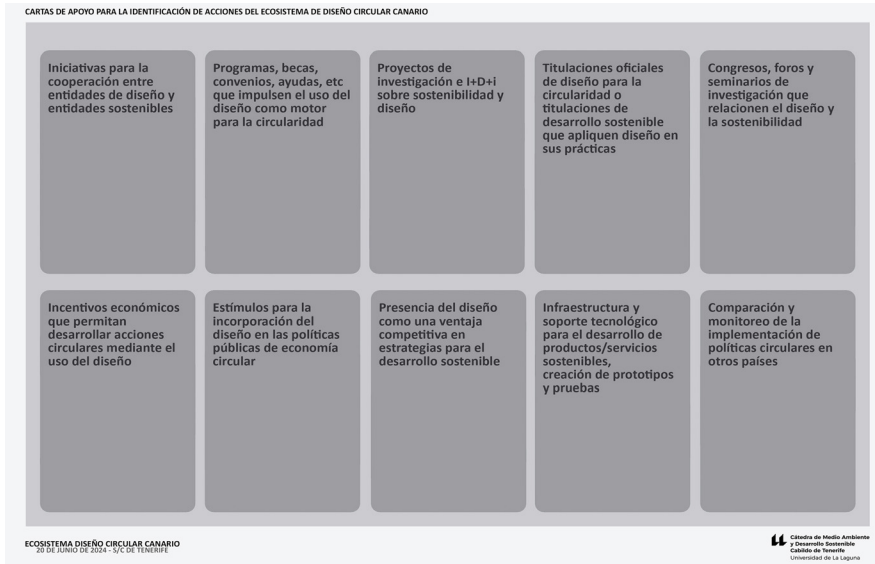 CARTAS DE APOYO PARA LA IDENTIFICACIÓN DE ACCIONES DEL ECOSISTEMA DE DISEÑO CIRCULAR CANARIO
Iniciativas para la
cooperación entre
entidades de diseño y
entidades sostenibles
Programas, becas,
convenios, ayudas, etc
que impulsen el uso del
diseño como motor
para la circularidad
Proyectos de
investigación e I+D+i
sobre sostenibilidad y
diseño
Titulaciones oficiales
de diseño para la
circularidad o
titulaciones de
desarrollo sostenible
que apliquen diseño en
sus prácticas
Congresos, foros y
seminarios de
investigación que
relacionen el diseño y
la sostenibilidad
Incentivos económicos
que permitan
desarrollar acciones
circulares mediante el
uso del diseño
Estímulos para la
incorporación del
diseño en las políticas
públicas de economía
circular
Presencia del diseño
como una ventaja
competitiva en
estrategias para el
desarrollo sostenible
Infraestructura y
soporte tecnológico
para el desarrollo de
productos/servicios
sostenibles,
creación de prototipos
y pruebas
Comparación y
monitoreo de la
implementación de
políticas circulares en
otros países
ECOSISTEMA DISEÑO CIRCULAR CANARIO
20 DE JUNIO DE 2024 - S/C DE TENERIFE
Cátedra de Medio Ambiente
y Desarrollo Sostenible
Cabildo de Tenerife
Universidad de La Laguna